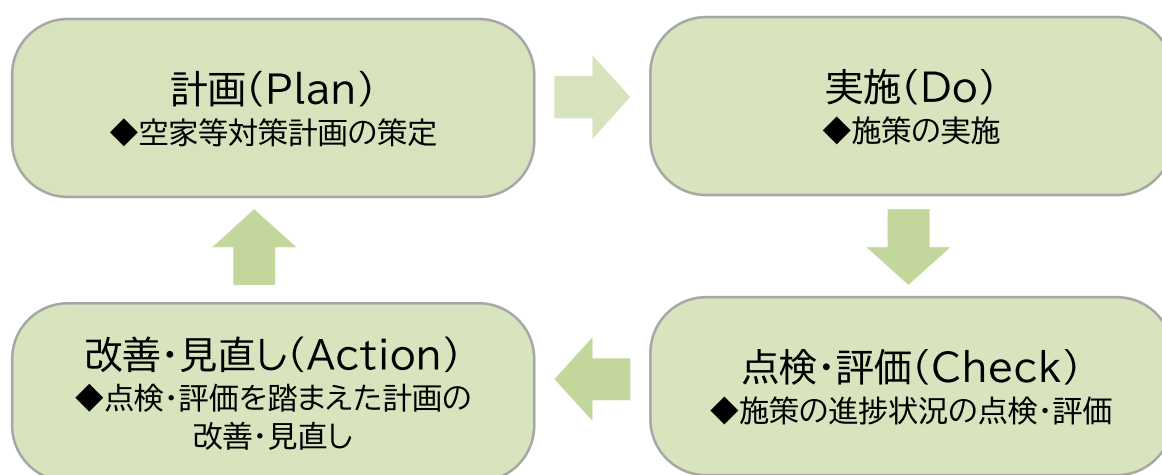 計画(Plan)
◆空家等対策計画の策定
実施(Do)
◆施策の実施
改善・見直し(Action)
◆点検・評価を踏まえた計画の
改善・見直し
点検・評価(Check)
◆施策の進捗状況の点検・評価